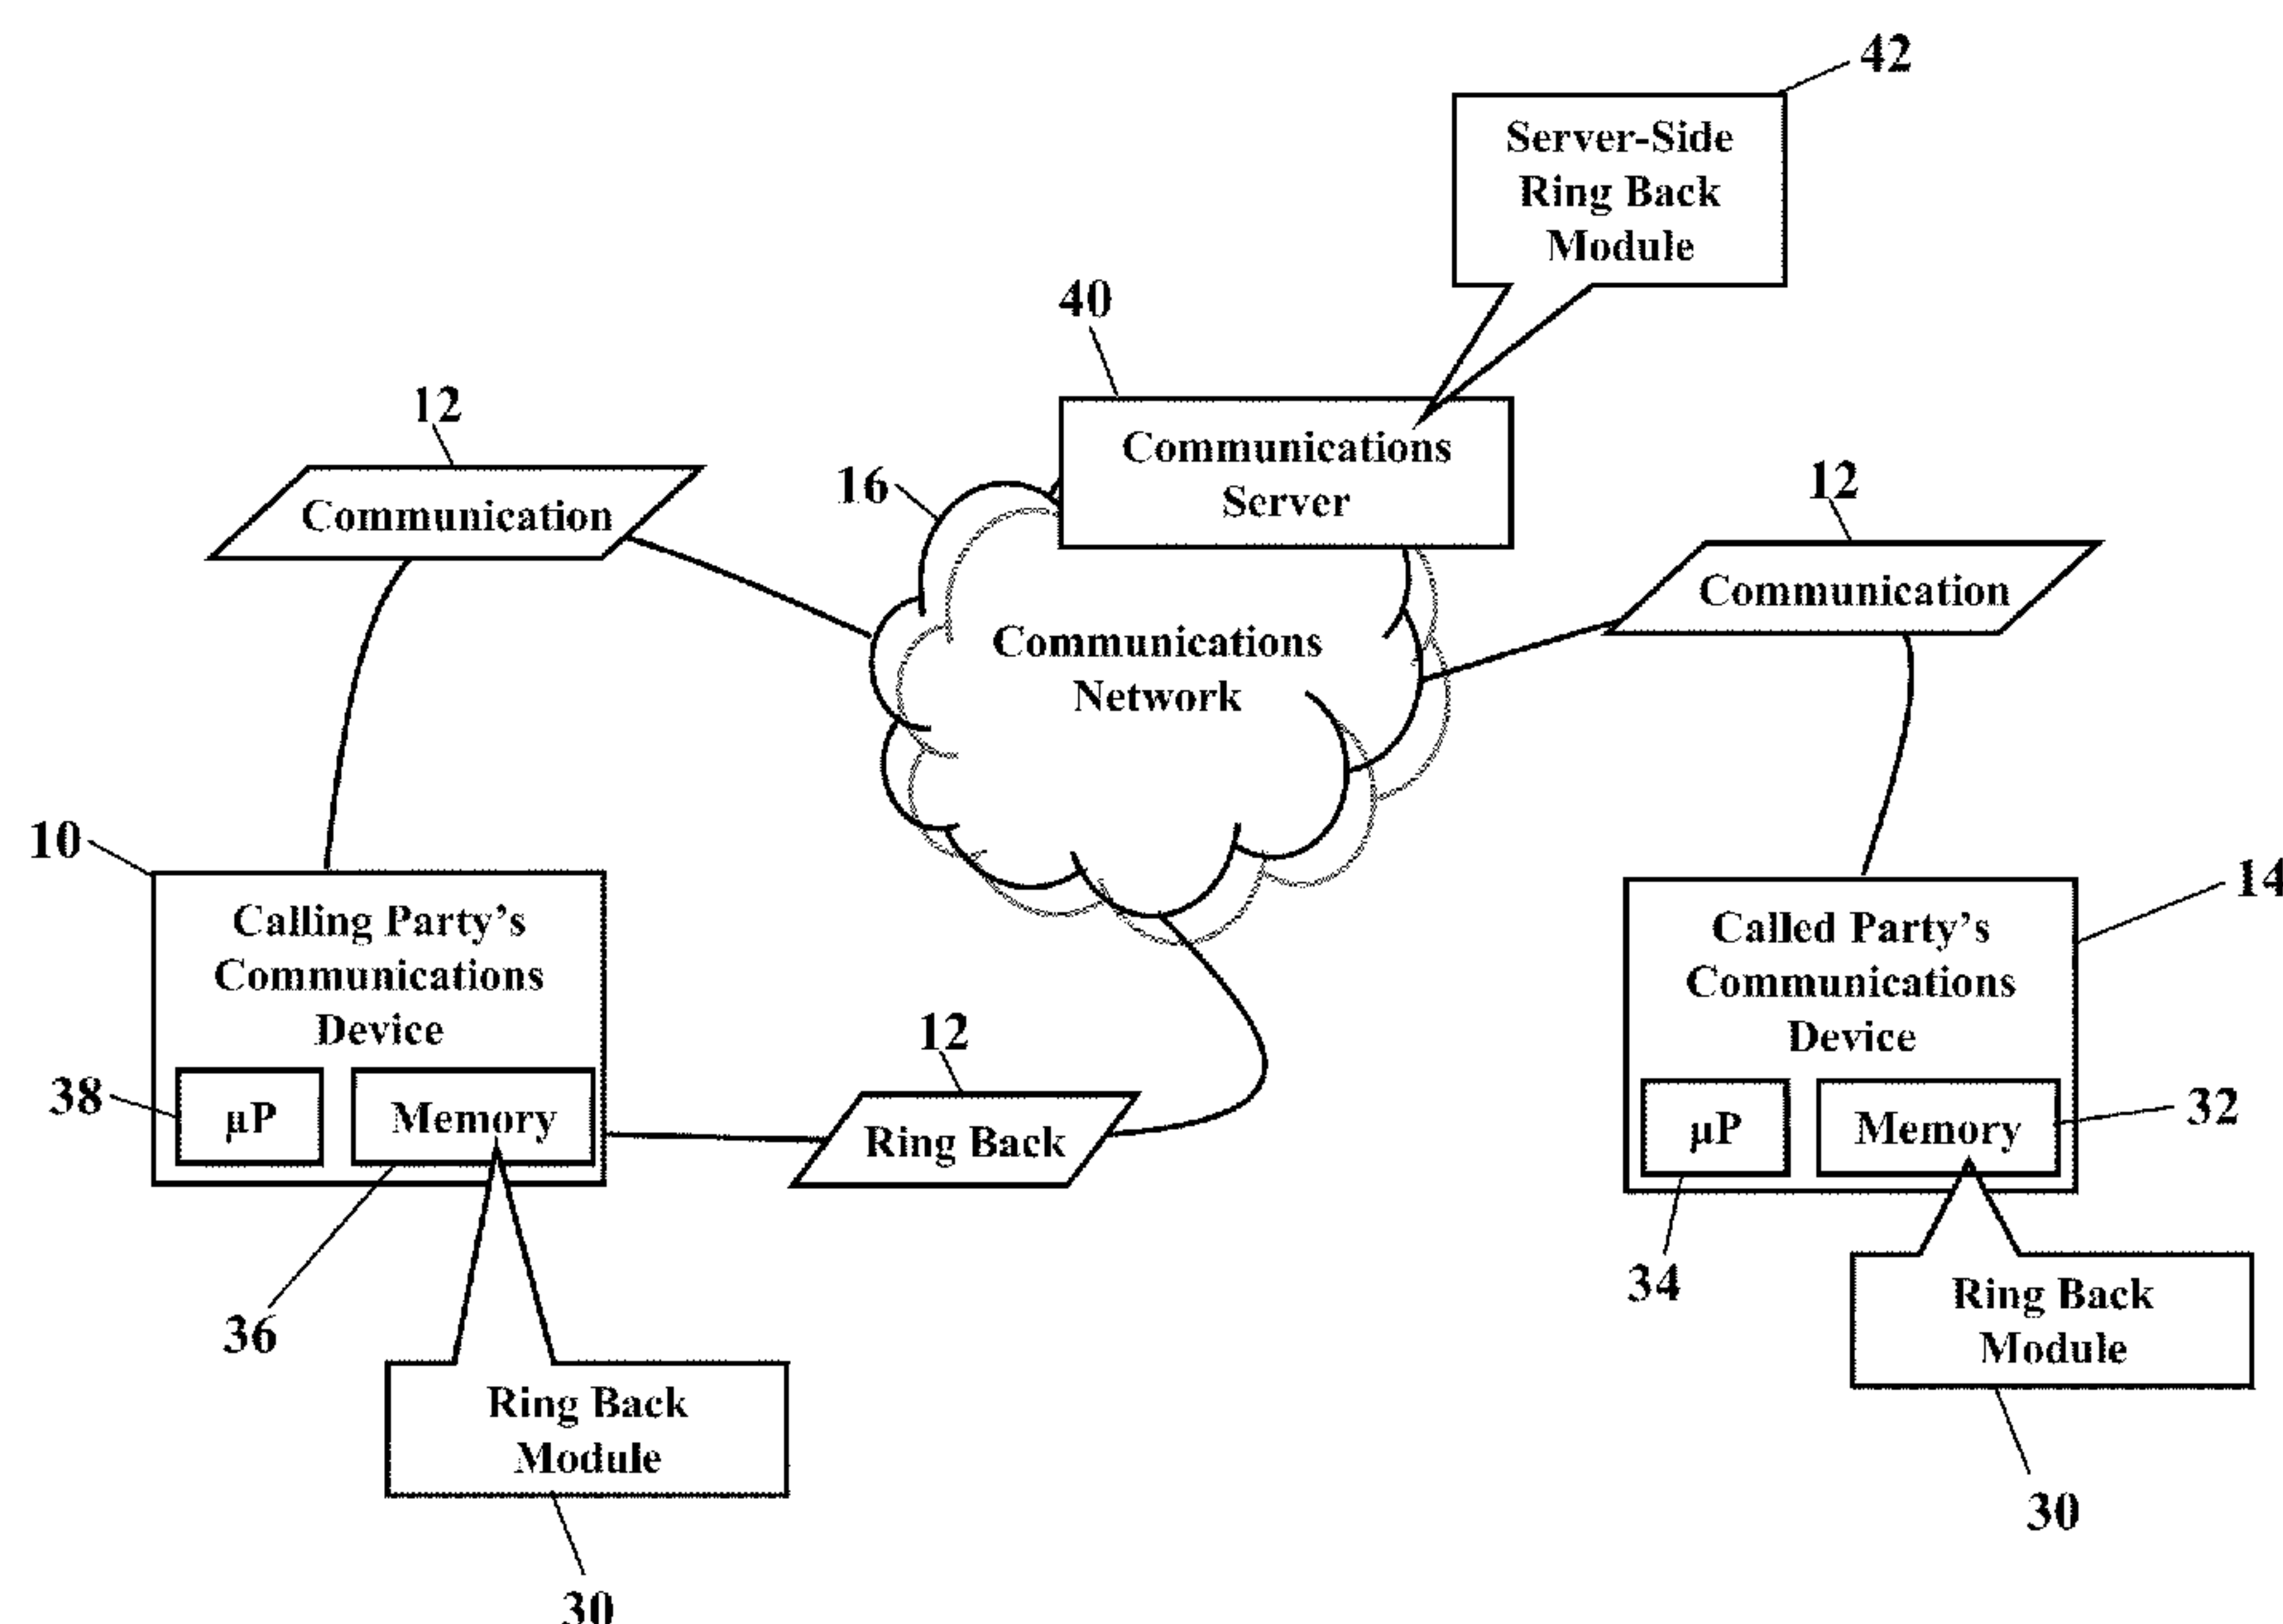 42
Server-Side
Ring Back
Module
40
Communications
Server
12
Communication
16
12
Communication
Communications
Network
10
Calling Party's
Communications
Device
38
µP
Memory
36
Ring Back
Module
30
12
Ring Back
14
Called Party's
Communications
Device
µP
Memory
32
34
Ring Back
Module
30